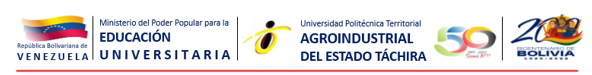 República Bolivariana de
VENEZUELA
Ministerio del Poder Popular para la
EDUCACIÓN
UNIVERSITARIA
Universidad Politécnica Territorial
AGROINDUSTRIAL
DEL ESTADO TÁCHIRA
50
200
BICENTENARIO DE
BOLIVIA